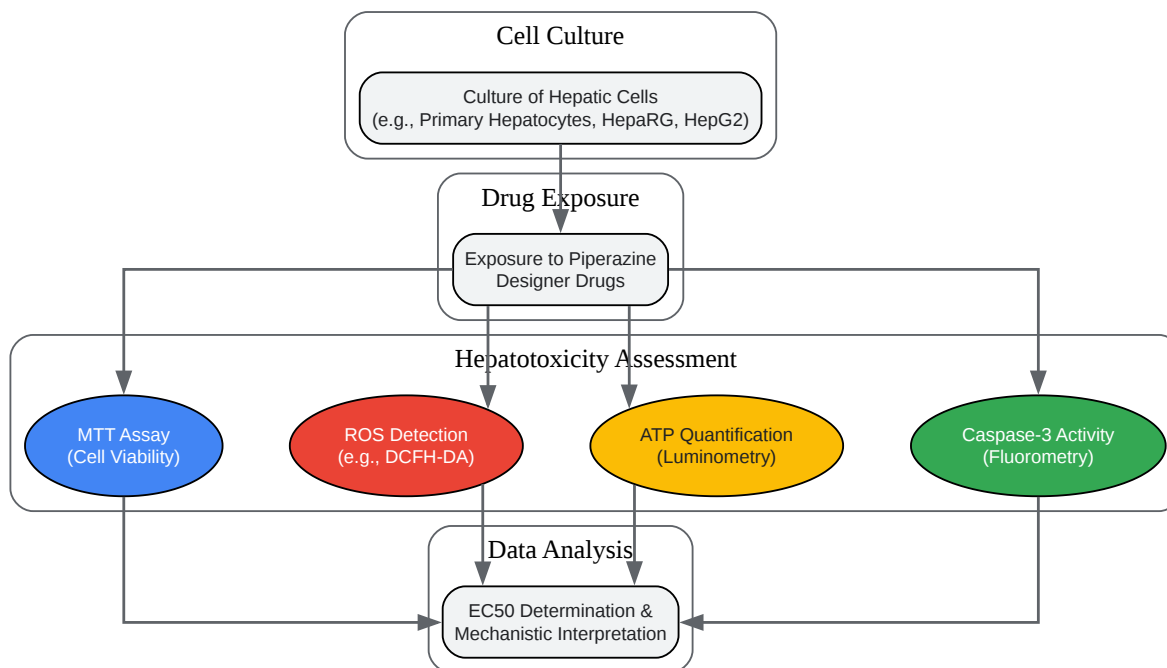 Cell Culture
Culture of Hepatic Cells
(e.g., Primary Hepatocytes, HepaRG, HepG2)
Drug Exposure
Exposure to Piperazine
Designer Drugs
Hepatotoxicity Assessment
MTT Assay
(Cell Viability)
ROS Detection
(e.g., DCFH-DA)
ATP Quantification
(Luminometry)
Caspase-3 Activity
(Fluorometry)
Data Analysis
EC50 Determination &
Mechanistic Interpretation